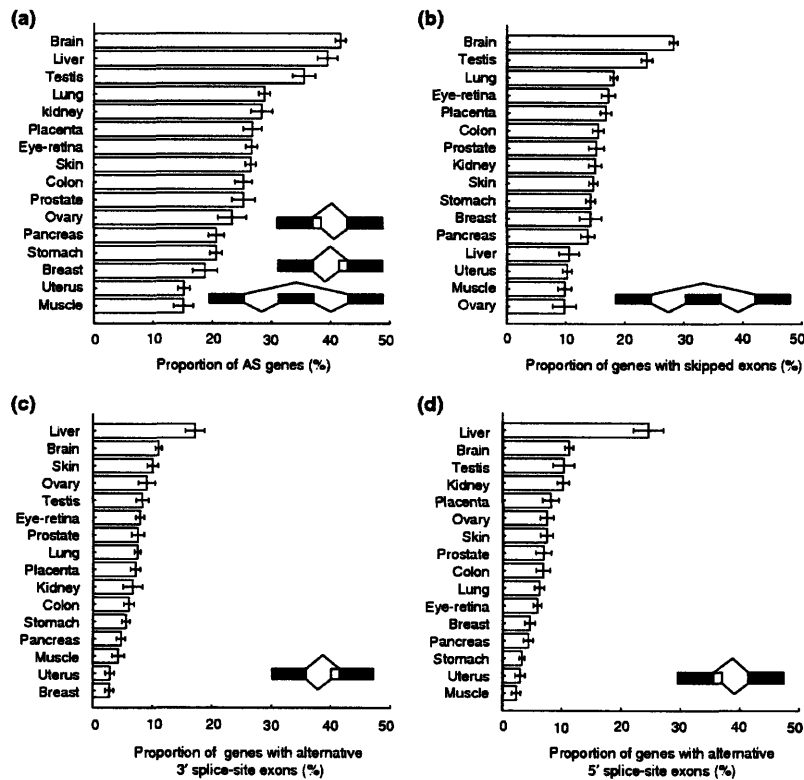 (a)
Brain
Liver
Testis
Lung
kidney
Placenta
Eye-retina
Skin
Colon
Prostate
Ovary
Pancreas
Stomach
Breast
Uterus
Muscle
0 10 20 30 40 50
Proportion of AS genes (%)
(b)
Brain
Testis
Lung
Eye-retina
Placenta
Colon
Prostate
Kidney
Skin
Stomach
Breast
Pancreas
Liver
Uterus
Muscle
Ovary
0 10 20 30 40 50
Proportion of genes with skipped exons (%)
(c)
Liver
Brain
Skin
Ovary
Testis
Eye-retina
Prostate
Lung
Placenta
Kidney
Colon
Stomach
Pancreas
Muscle
Uterus
Breast
0 10 20 30 40 50
Proportion of genes with alternative
3′ splice-site exons (%)
(d)
Liver
Brain
Testis
Kidney
Placenta
Ovary
Skin
Prostate
Colon
Lung
Eye-retina
Breast
Pancreas
Stomach
Uterus
Muscle
0 10 20 30 40 50
Proportion of genes with alternative
5′ splice-site exons (%)